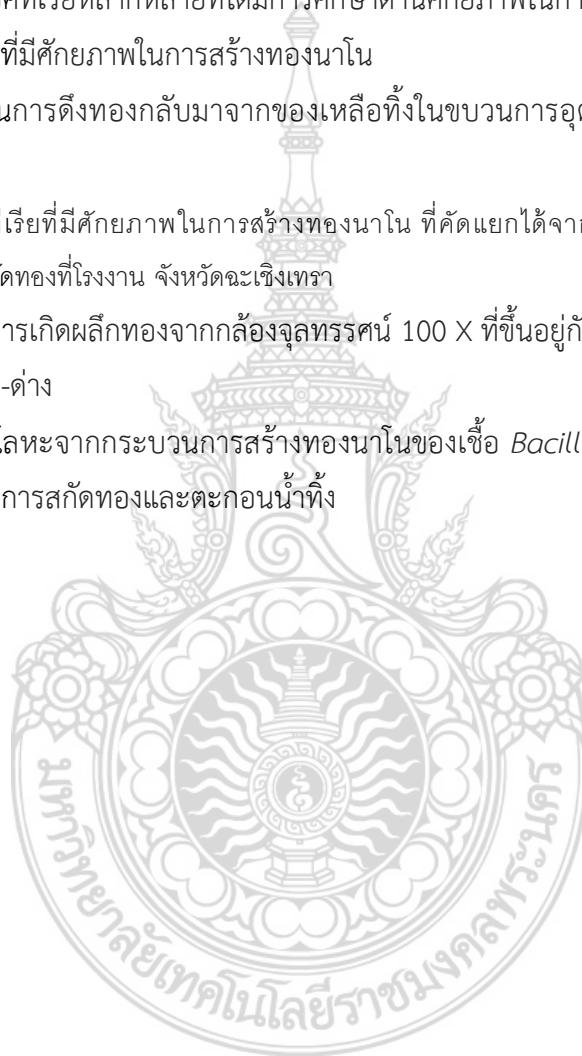 ที่มีศักยภาพในการสร้างทองนาโน
นการดึงทองกลับมาจากของเหลือทิ้งในขบวนการอุต
เรียที่มีศักยภาพในการสร้างทองนาโน ที่คัดแยกได้จาก
ัดทองที่โรงงาน จังหวัดฉะเชิงเทรา
ารเกิดผลึกทองจากกล้องจุลทรรศน์ 100 X ที่ขึ้นอยู่กั
-ด่าง
โลหะจากกระบวนการสร้างทองนาโนของเชื้อ Bacill
การสกัดทองและตะกอนน้ำทิ้ง
มหาวิทยาลัยเทคโนโลยีราชมงคลพระนคร